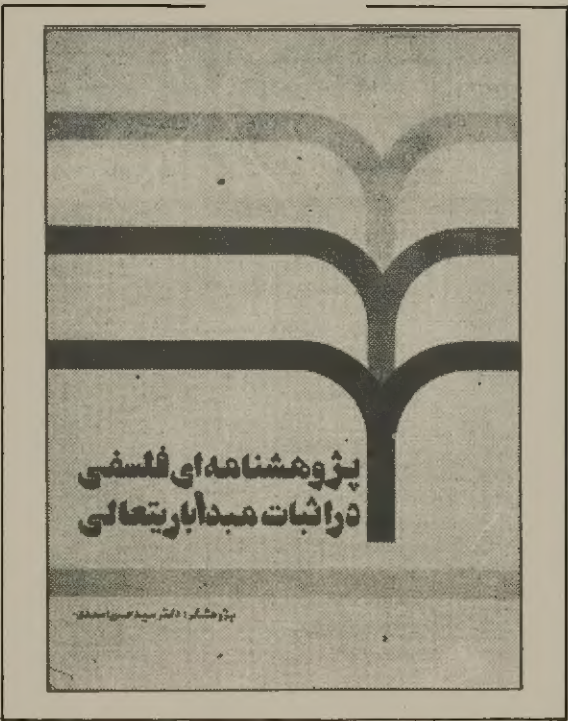 پژوهشنامه‌ای فلسفی
در اثبات مبدأ باریتعالی
پژوهشگر: دکتر سید حسن